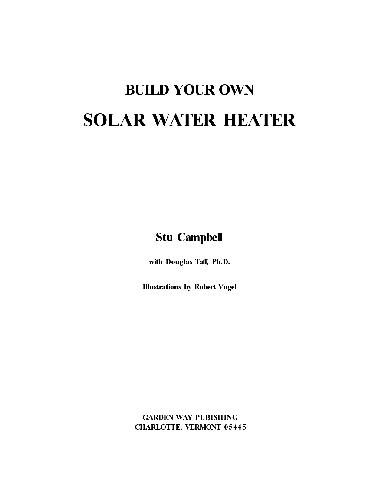 BUILD YOUR OWN
SOLAR WATER HEATER
Stu Campbell
with Douglas Taff, Ph.D.
Illustrations by Robert Vogel
GARDEN WAY PUBISHING
CHARLOTTE, VERMONT 05445